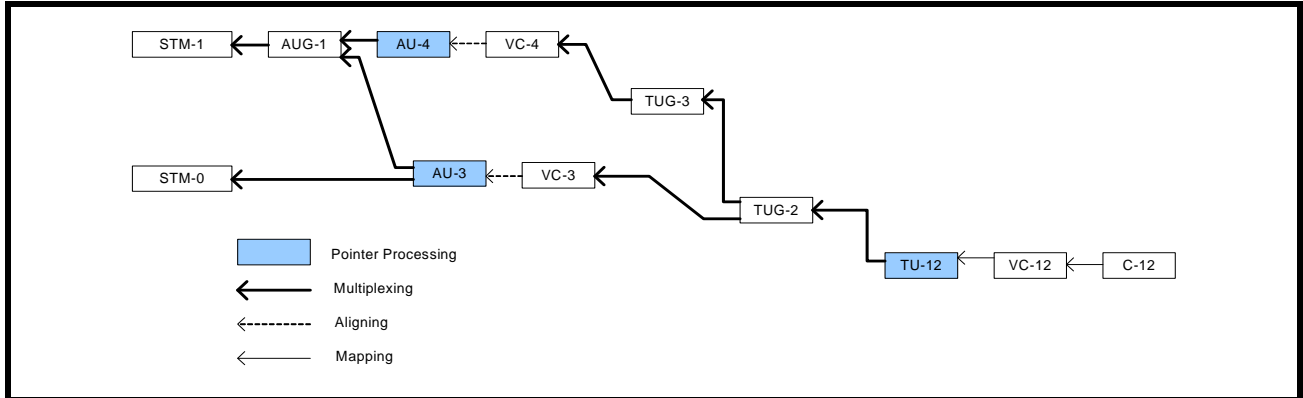 STM-1
AUG-1
AU-4
VC-4
TUG-3
STM-0
AU-3
VC-3
TUG-2
TU-12
VC-12
C-12
Pointer Processing
Multiplexing
Aligning
Mapping